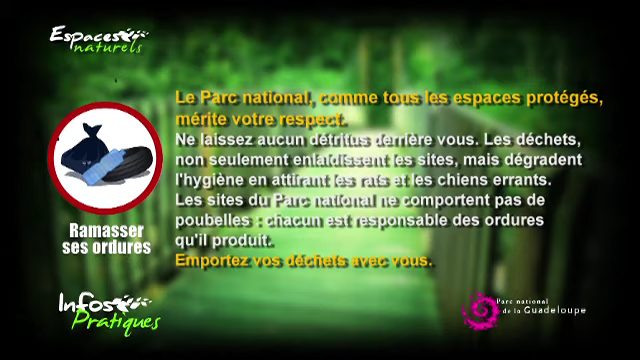 Espaces
naturels
Le Parc national, comme tous les espaces protégés,
mérite votre respect.
Ne laissez aucun détritus derrière vous. Les déchets,
non seulement enlaidissent les sites, mais dégradent
l'hygiène en attirant les rats et les chiens errants.
Les sites du Parc national ne comportent pas de
poubelles : chacun est responsable des ordures
qu'il produit.
Emportez vos déchets avec vous.
Ramasser
ses ordures
Infos
Pratiques
Parc national
de la Guadeloupe